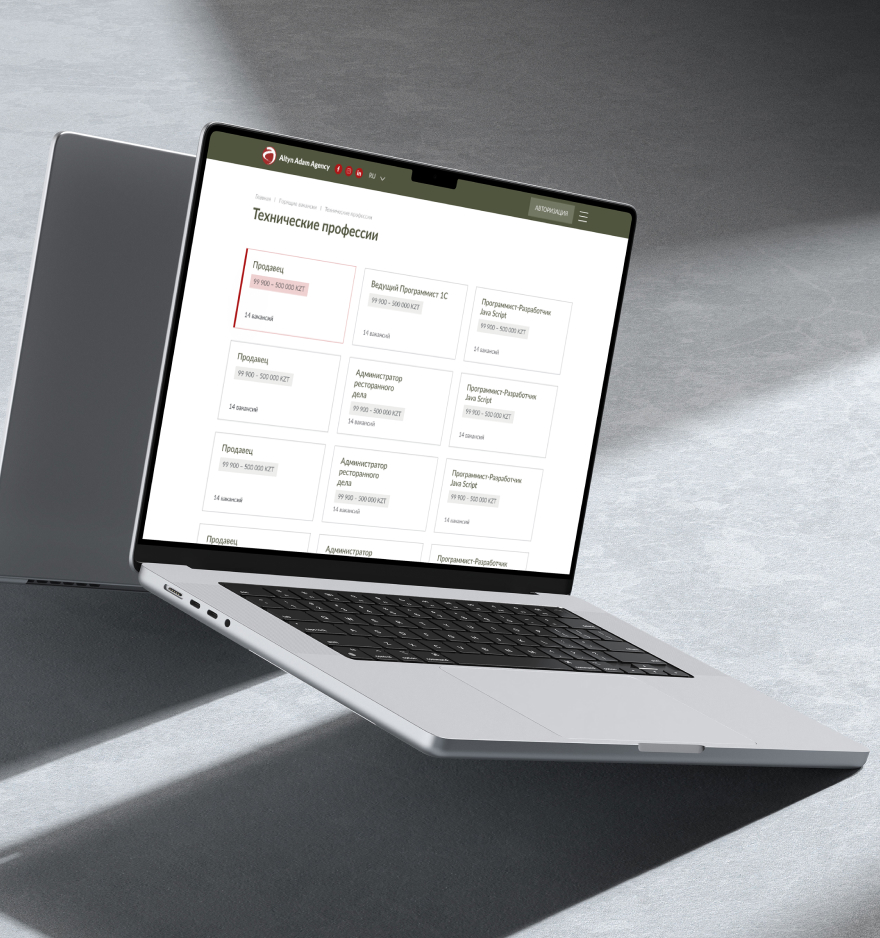 Altyn Adam Agency
f
in
RU
АВТОРИЗАЦИЯ
Главная / Горящие вакансии / Технические профессии
Технические профессии
Продавец
99 900 – 500 000 KZT
14 вакансий
Ведущий Программист 1С
99 900 – 500 000 KZT
14 вакансий
Программист-Разработчик
Java Script
99 900 – 500 000 KZT
14 вакансий
Продавец
99 900 – 500 000 KZT
14 вакансий
Администратор
ресторанного
дела
99 900 – 500 000 KZT
14 вакансий
Программист-Разработчик
Java Script
99 900 – 500 000 KZT
14 вакансий
Продавец
99 900 – 500 000 KZT
14 вакансий
Администратор
ресторанного
дела
99 900 – 500 000 KZT
14 вакансий
Программист-Разработчик
Java Script
99 900 – 500 000 KZT
14 вакансий
Продавец
Администратор
Программист-Разработчик